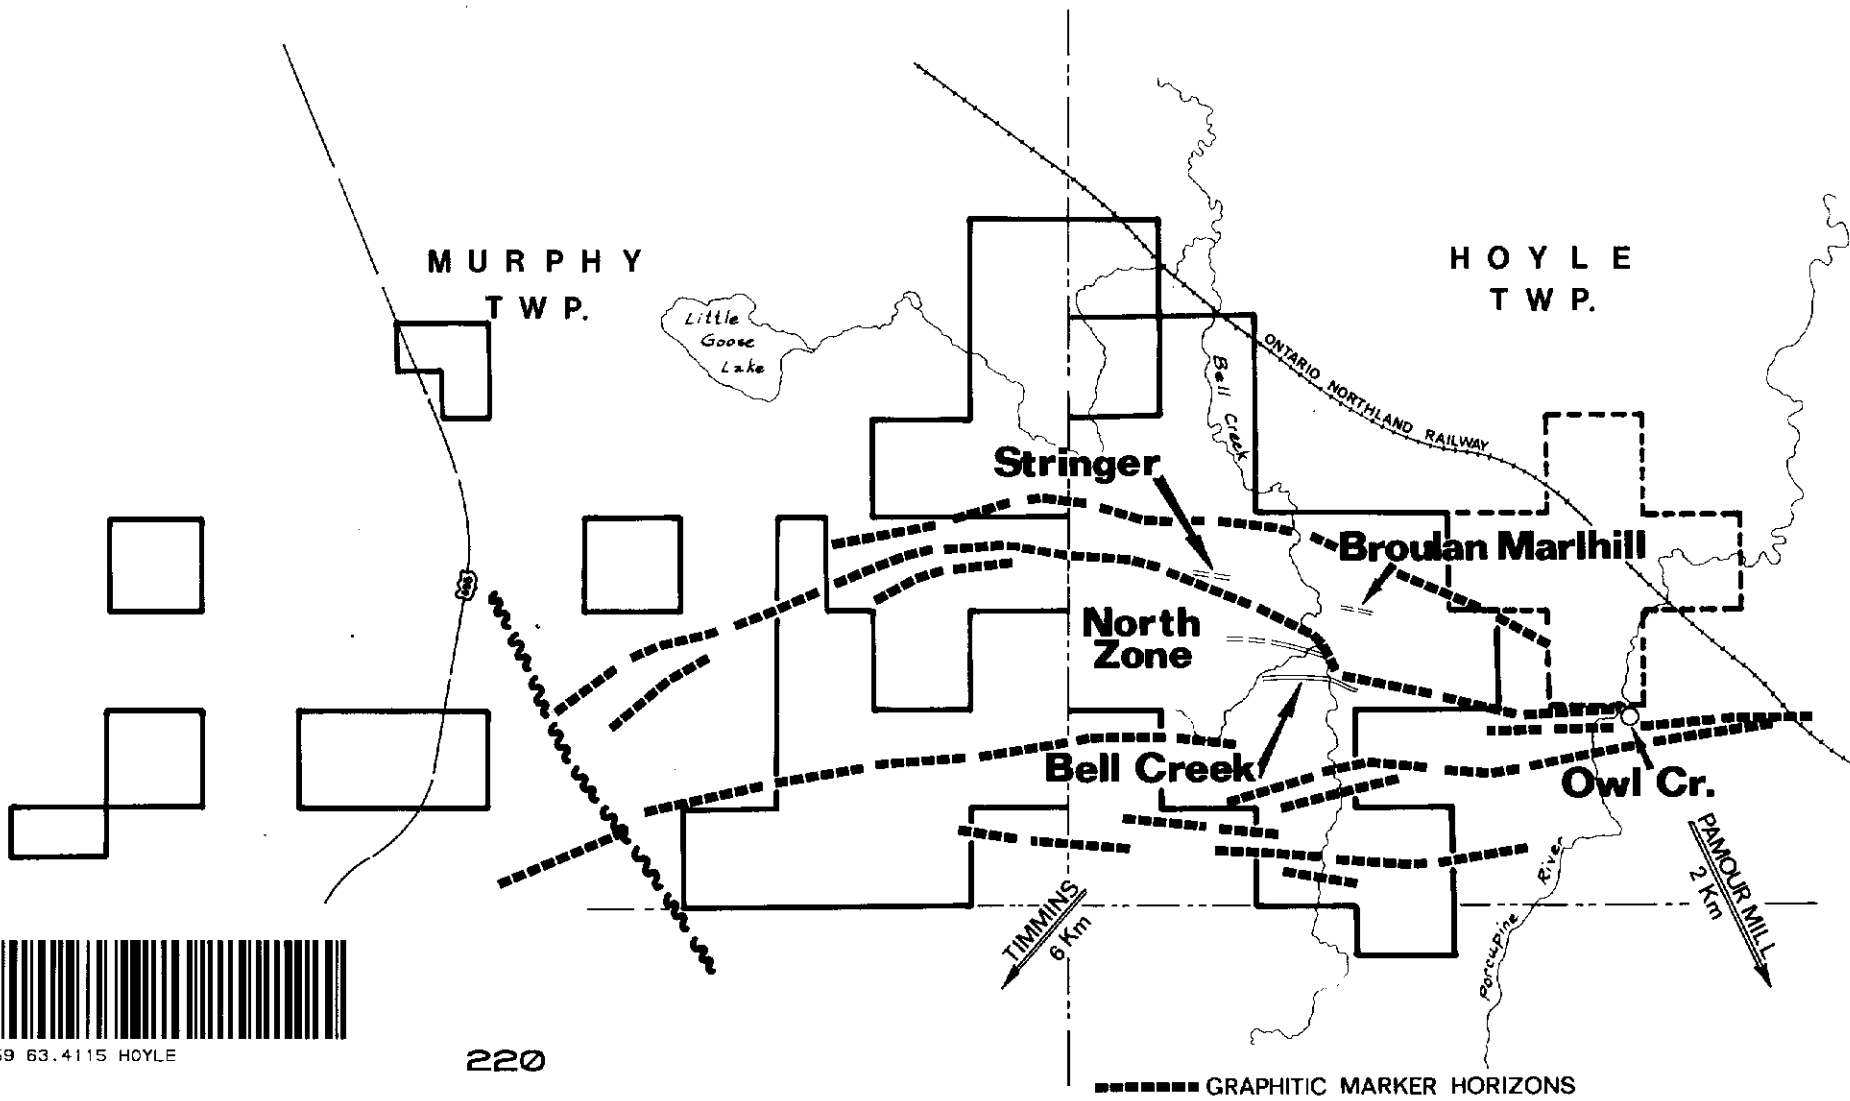 MURPHY
TWP.
HOYLE
TWP.
Little
Goose
Lake
ONTARIO NORTHLAND RAILWAY
Bell Creek
Stringer
Broulan Marlhill
North
Zone
Bell Creek
Owl Cr.
TIMMINS
6 Km
PAMOUR MILL
2 Km
Porcupine River
63.4115 HOYLE
220
GRAPHITIC MARKER HORIZONS